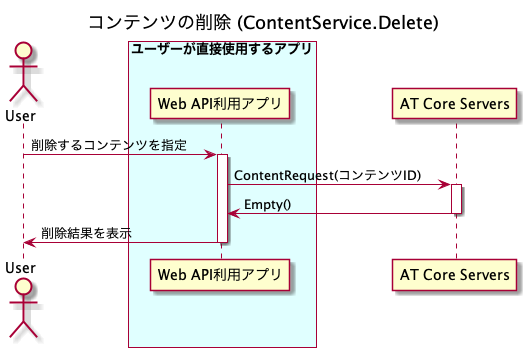 コンテンツの削除 (ContentService.Delete)
ユーザーが直接使用するアプリ
User
Web API利用アプリ
AT Core Servers
削除するコンテンツを指定
ContentRequest(コンテンツID)
Empty()
削除結果を表示
User
Web API利用アプリ
AT Core Servers